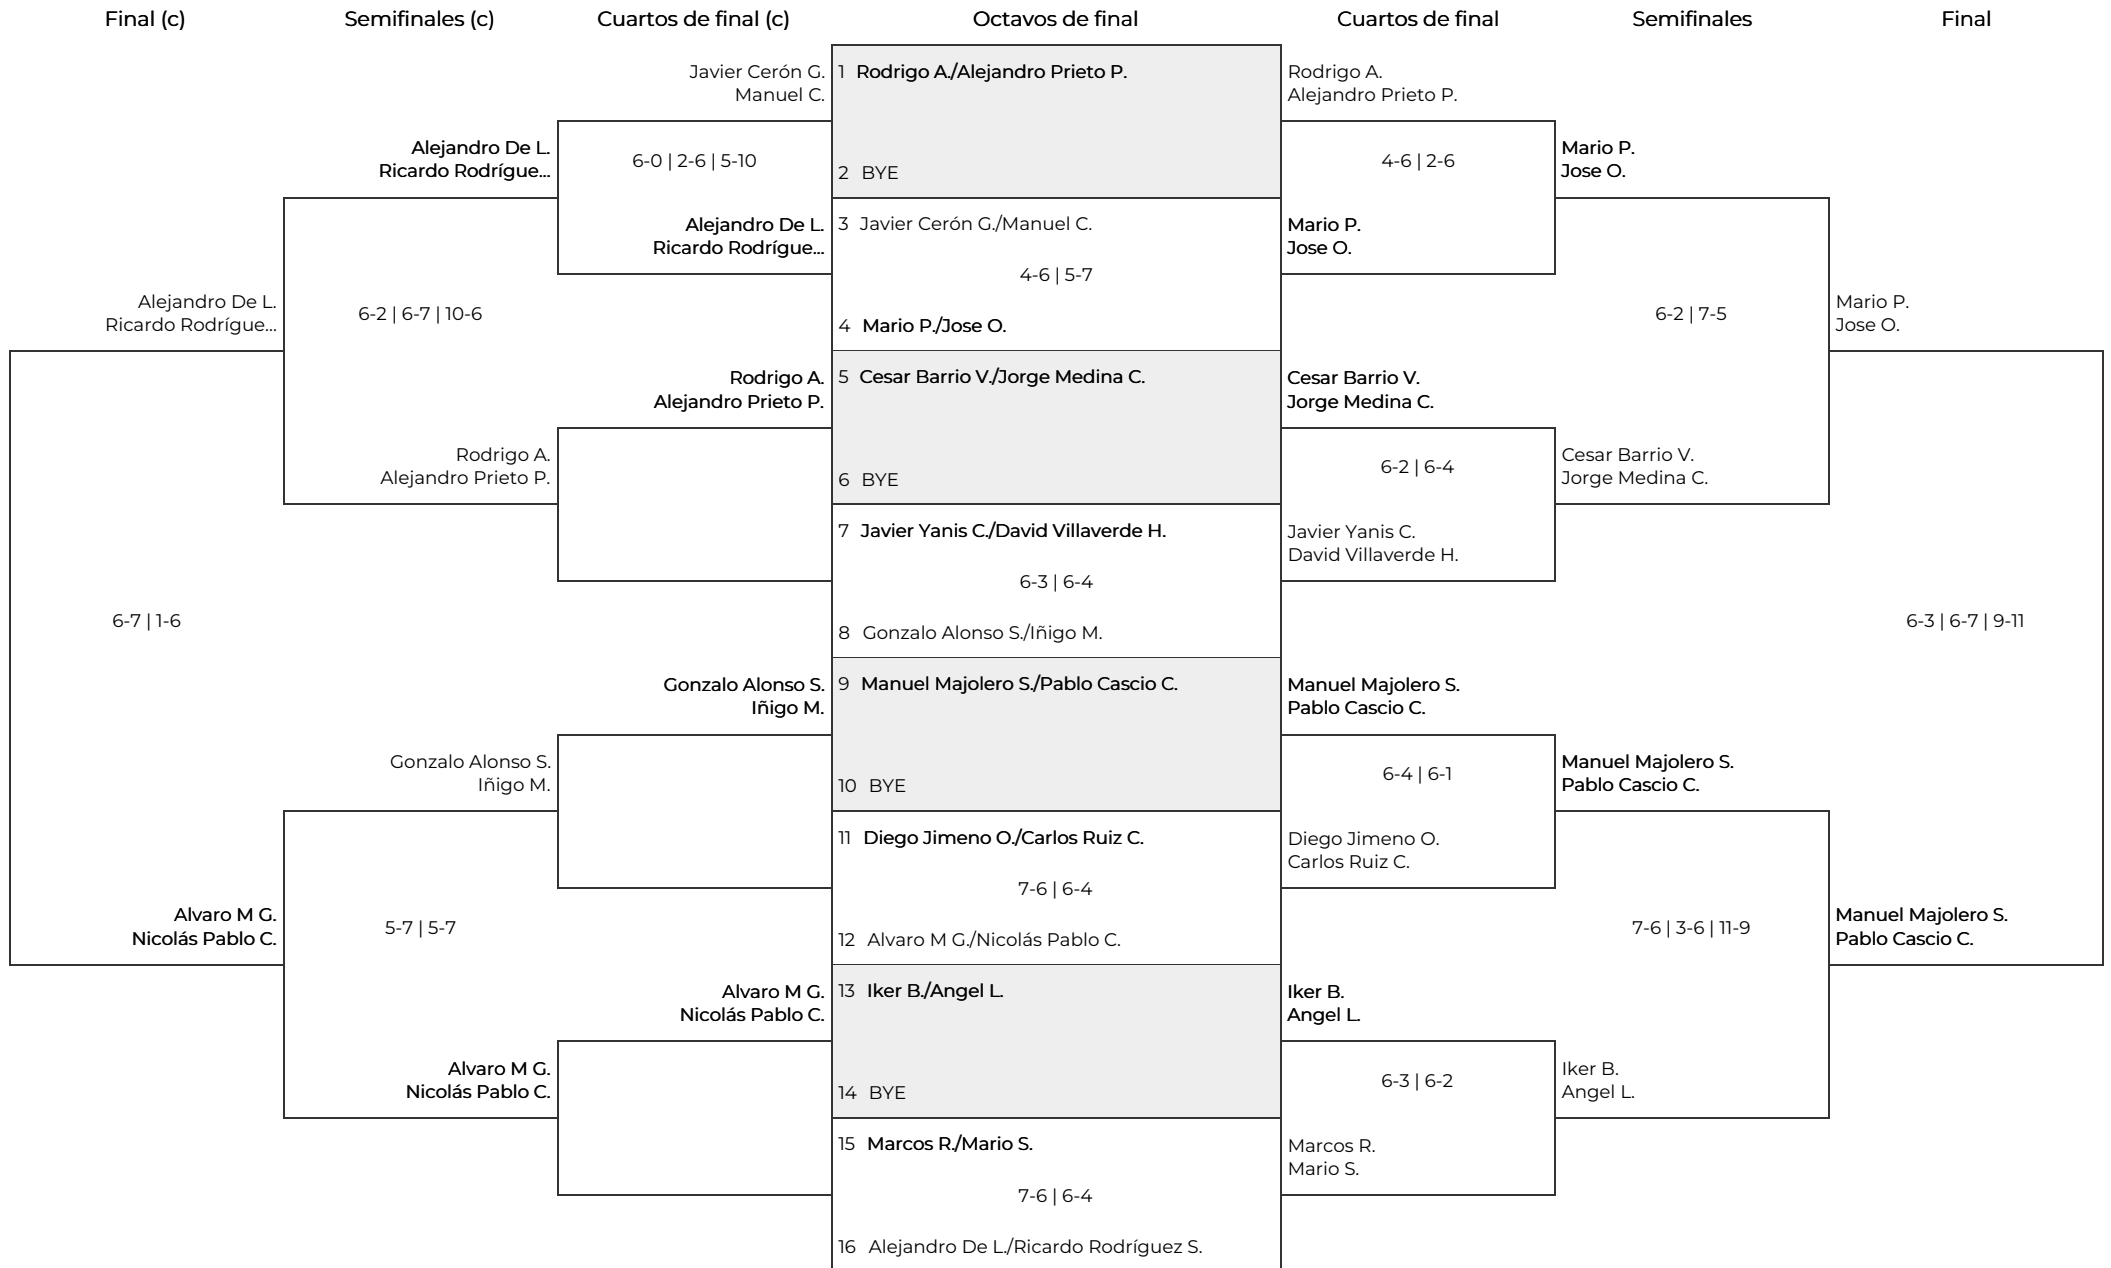 Final (c)
Semifinales (c)
Cuartos de final (c)
Octavos de final
Cuartos de final
Semifinales
Final
Alejandro De L.
Ricardo Rodrígue...
6-7 | 1-6
Alvaro M G.
Nicolás Pablo C.
Alejandro De L.
Ricardo Rodrígue...
6-2 | 6-7 | 10-6
Rodrigo A.
Alejandro Prieto P.
Gonzalo Alonso S.
Iñigo M.
5-7 | 5-7
Alvaro M G.
Nicolás Pablo C.
Javier Cerón G.
Manuel C.
6-0 | 2-6 | 5-10
Alejandro De L.
Ricardo Rodrígue...
Rodrigo A.
Alejandro Prieto P.
Gonzalo Alonso S.
Iñigo M.
Alvaro M G.
Nicolás Pablo C.
1 Rodrigo A./Alejandro Prieto P.
2 BYE
3 Javier Cerón G./Manuel C.
4-6 | 5-7
4 Mario P./Jose O.
5 Cesar Barrio V./Jorge Medina C.
6 BYE
7 Javier Yanis C./David Villaverde H.
6-3 | 6-4
8 Gonzalo Alonso S./Iñigo M.
9 Manuel Majolero S./Pablo Cascio C.
10 BYE
11 Diego Jimeno O./Carlos Ruiz C.
7-6 | 6-4
12 Alvaro M G./Nicolás Pablo C.
13 Iker B./Angel L.
14 BYE
15 Marcos R./Mario S.
7-6 | 6-4
16 Alejandro De L./Ricardo Rodríguez S.
Rodrigo A.
Alejandro Prieto P.
4-6 | 2-6
Mario P.
Jose O.
Cesar Barrio V.
Jorge Medina C.
6-2 | 6-4
Javier Yanis C.
David Villaverde H.
Manuel Majolero S.
Pablo Cascio C.
6-4 | 6-1
Diego Jimeno O.
Carlos Ruiz C.
Iker B.
Angel L.
6-3 | 6-2
Marcos R.
Mario S.
Mario P.
Jose O.
6-2 | 7-5
Cesar Barrio V.
Jorge Medina C.
Manuel Majolero S.
Pablo Cascio C.
7-6 | 3-6 | 11-9
Iker B.
Angel L.
Mario P.
Jose O.
6-3 | 6-7 | 9-11
Manuel Majolero S.
Pablo Cascio C.